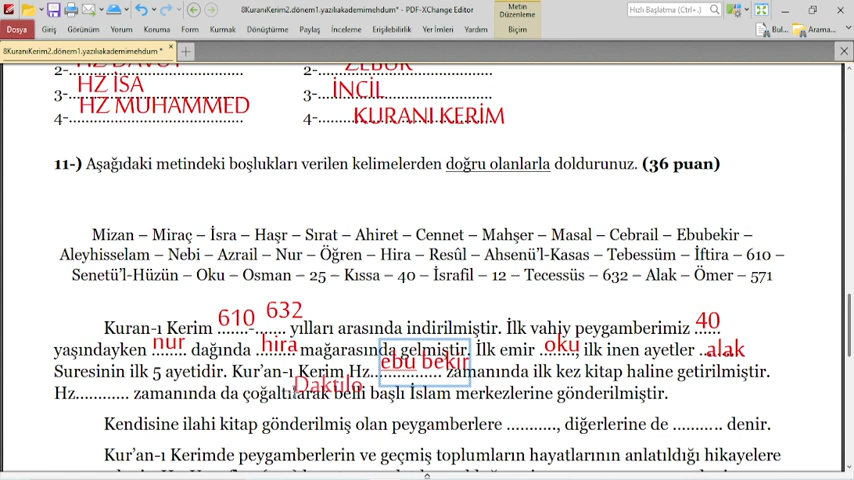 8KuranıKerim2.dönem1.yazılıakademimehdum* - PDF-XChange Editor
Metin Düzenleme
Hızlı Başlatma (Ctrl+.)
Dosya Giriş Görünüm Yorum Form Kurmak Dönüştürme Paylaş İnceleme Erişilebilirlik Yer İmleri Yardım Biçim Bul... Arama...
8KuranıKerim2.dönem1.yazılıakademimehdum *
2-.............................. HZ DAVUT 2-.............................. ZEBUR
3-.............................. HZ İSA 3-.............................. İNCİL
4-.............................. HZ MUHAMMED 4-.............................. KURANI KERİM
11-) Aşağıdaki metindeki boşlukları verilen kelimelerden doğru olanlarla doldurunuz. (36 puan)
Mizan – Miraç – İsra – Haşr – Sırat – Ahiret – Cennet – Mahşer – Masal – Cebrail – Ebubekir –
Aleyhisselam – Nebi – Azrail – Nur – Öğren – Hira – Resûl – Ahsenü'l-Kasas – Tebessüm – İftira – 610 –
Senetü'l-Hüzün – Oku – Osman – 25 – Kıssa – 40 – İsrafil – 12 – Tecessüs – 632 – Alak – Ömer – 571
Kuran-ı Kerim 610 .......-....... 632 yılları arasında indirilmiştir. İlk vahiy peygamberimiz 40 ......
yaşındayken nur ........ dağında hira ......... mağarasında gelmiştir. İlk emir oku ........, ilk inen ayetler alak ........
Suresinin ilk 5 ayetidir. Kur'an-ı Kerim Hz................ ebu bekir zamanında ilk kez kitap haline getirilmiştir.
Daktilo
Hz............ zamanında da çoğaltılarak belli başlı İslam merkezlerine gönderilmiştir.
Kendisine ilahi kitap gönderilmiş olan peygamberlere ..........., diğerlerine de .......... denir.
Kur'an-ı Kerimde peygamberlerin ve geçmiş toplumların hayatlarının anlatıldığı hikayelere